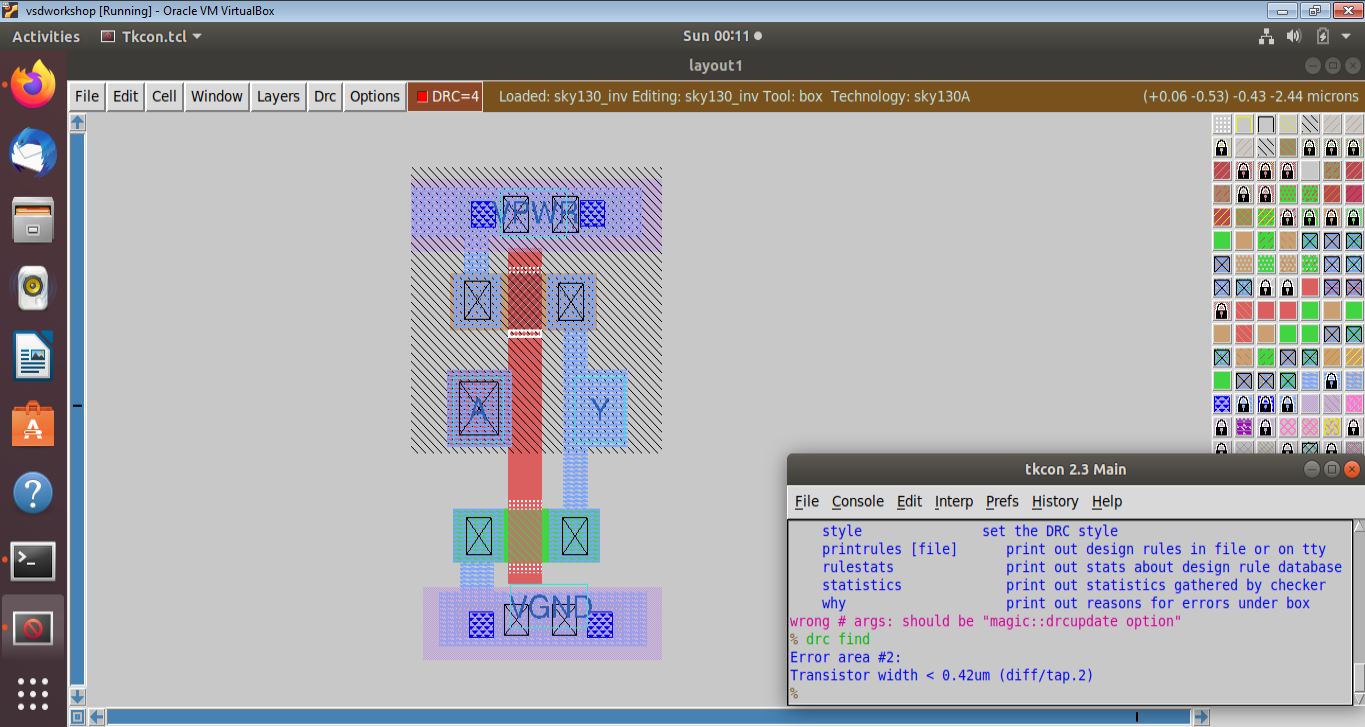 vsdworkshop [Running] - Oracle VM VirtualBox
Activities Tkcon.tcl Sun 00:11
layout1
File Edit Cell Window Layers Drc Options DRC=4 Loaded: sky130_inv Editing: sky130_inv Tool: box Technology: sky130A (+0.06 -0.53) -0.43 -2.44 microns
VPWR
A Y
VGND
tkcon 2.3 Main
File Console Edit Interp Prefs History Help
style set the DRC style
printrules [file] print out design rules in file or on tty
rulestats print out stats about design rule database
statistics print out statistics gathered by checker
why print out reasons for errors under box
wrong # args: should be "magic::drcupdate option"
% drc find
Error area #2:
Transistor width < 0.42um (diff/tap.2)
%